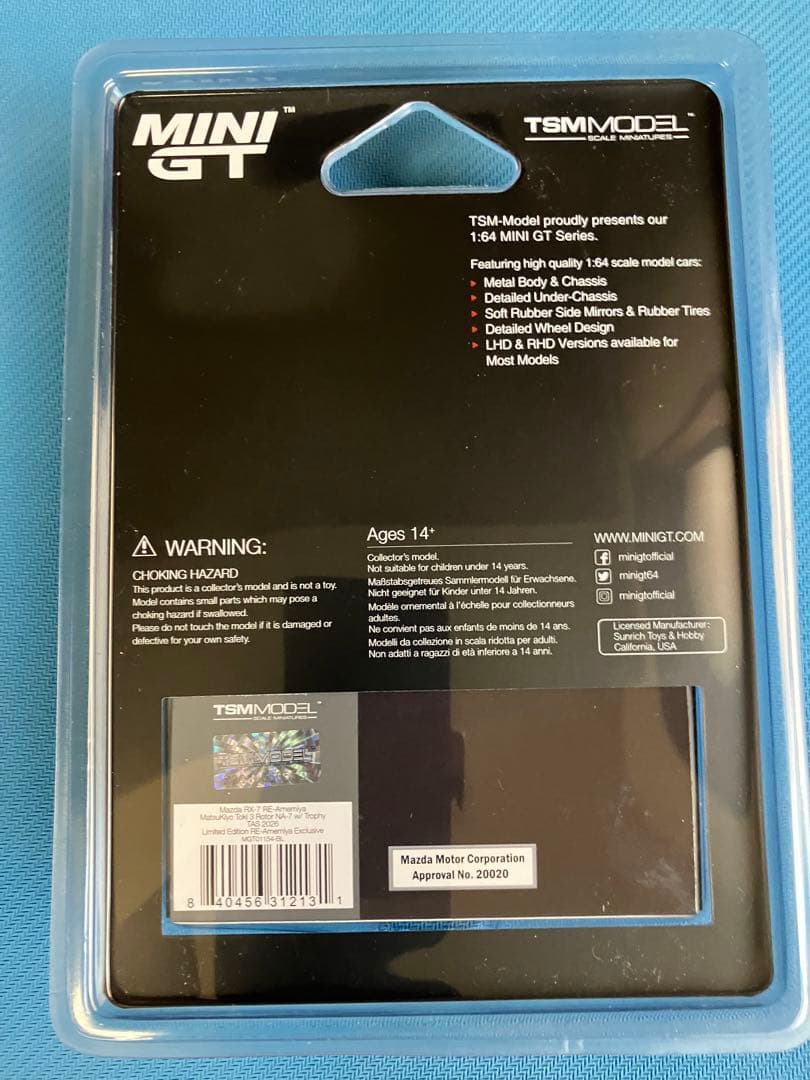 MINI GT™
TSMMODEL™
SCALE MINIATURES
TSM-Model proudly presents our
1:64 MINI GT Series.
Featuring high quality 1:64 scale model cars:
Metal Body & Chassis
Detailed Under-Chassis
Soft Rubber Side Mirrors & Rubber Tires
Detailed Wheel Design
LHD & RHD Versions available for
Most Models
WARNING:
CHOKING HAZARD
This product is a collector's model and is not a toy.
Model contains small parts which may pose a
choking hazard if swallowed.
Please do not touch the model if it is damaged or
defective for your own safety.
Ages 14+
Collector's model.
Not suitable for children under 14 years.
Maßstabsgetreues Sammlermodell für Erwachsene.
Nicht geeignet für Kinder unter 14 Jahren.
Modèle ornemental à l'échelle pour collectionneurs
adultes.
Ne convient pas aux enfants de moins de 14 ans.
Modelli da collezione in scala ridotta per adulti.
Non adatti a ragazzi di età inferiore a 14 anni.
WWW.MINIGT.COM
minigtofficial
minigt64
minigtofficial
Licensed Manufacturer:
Sunrich Toys & Hobby
California, USA
TSMMODEL™
SCALE MINIATURES
TSMMODEL
Mazda RX-7 RE-Amemiya
MatsuKiyo Toki 3 Rotor NA-7 w/ Trophy
TAS 2026
Limited Edition RE-Amemiya Exclusive
MGT01154-BL
8 40456 31213 1
Mazda Motor Corporation
Approval No. 20020